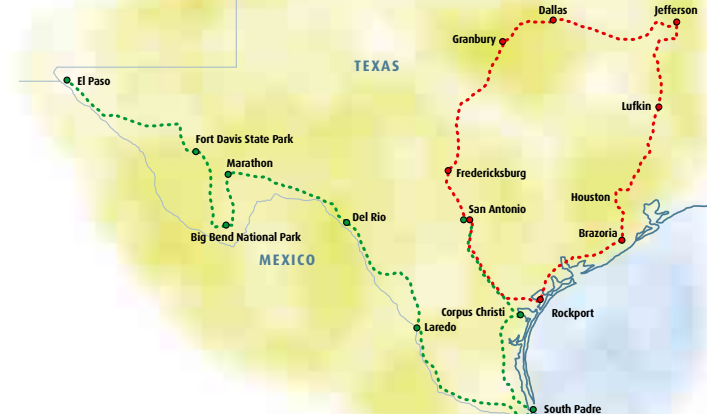 Dallas
Jefferson
Granbury
TEXAS
El Paso
Lufkin
Fort Davis State Park
Marathon
Fredericksburg
Houston
San Antonio
Del Rio
Brazoria
Big Bend National Park
MEXICO
Corpus Christi
Rockport
Laredo
South Padre